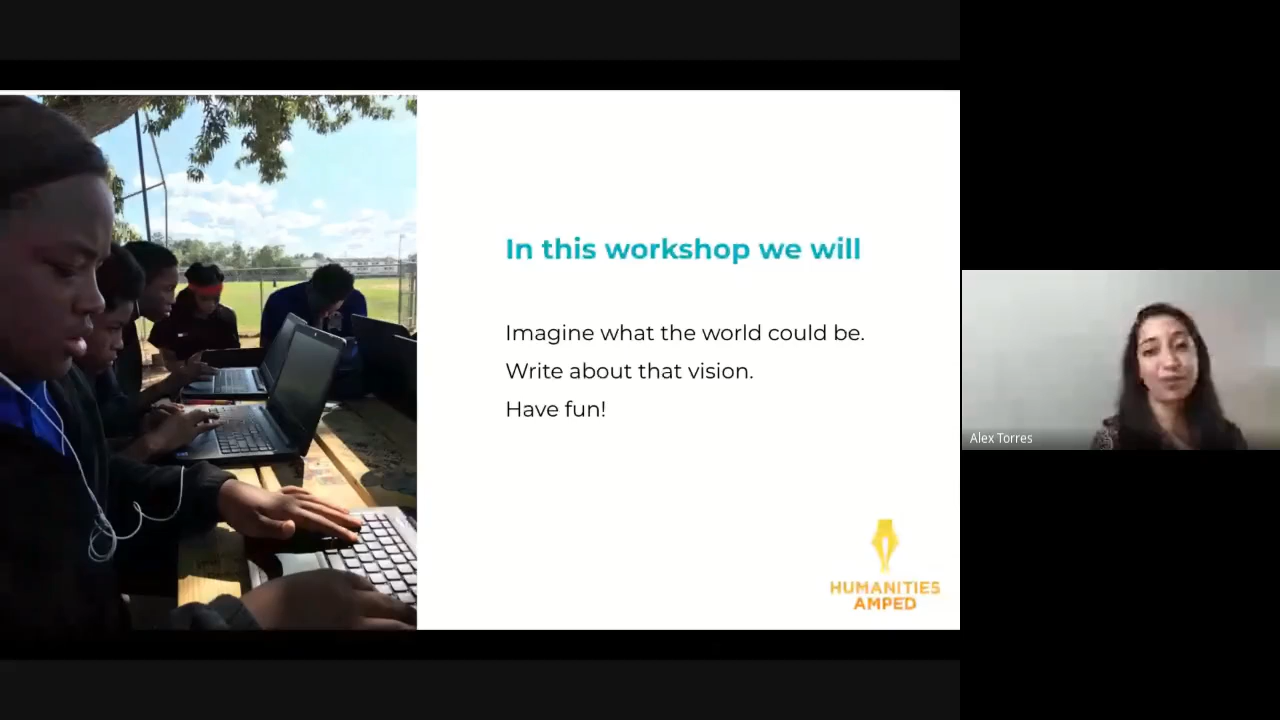 In this workshop we will
Imagine what the world could be.
Write about that vision.
Have fun!
HUMANITIES
AMPED
Alex Torres